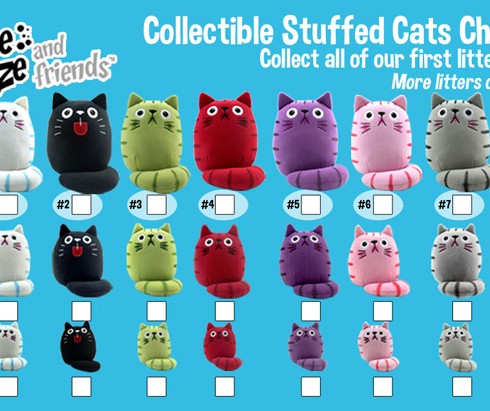 Collectible Stuffed Cats Ch
and
friends™
Collect all of our first litte
More litters
#2
#3
#4
#5
#6
#7